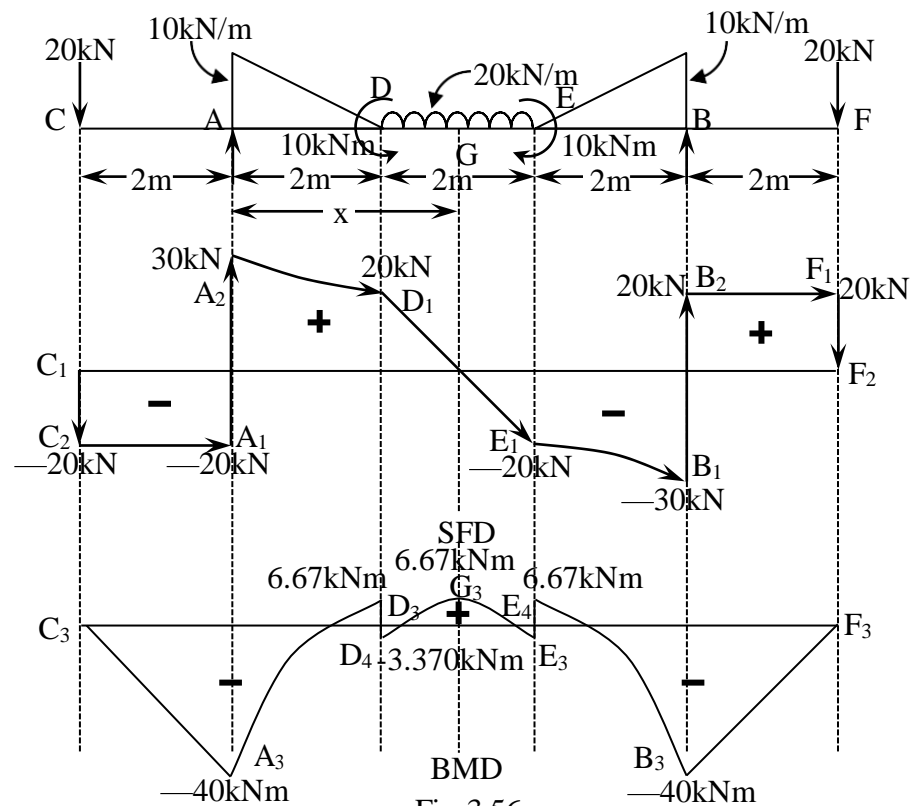 10kN/m 10kN/m
20kN 20kN/m 20kN
D E
C A B F
10kNm G 10kNm
2m 2m 2m 2m 2m
x
30kN 20kN F1
A2 D1 20kN B2 20kN
+ +
C1 F2
– –
C2 A1 E1 B1
—20kN —20kN —20kN
—30kN
SFD
6.67kNm
6.67kNm G3 6.67kNm
C3 D3 + E4 F3
D4 -3.370kNm E3
– –
A3 B3
BMD
—40kNm —40kNm